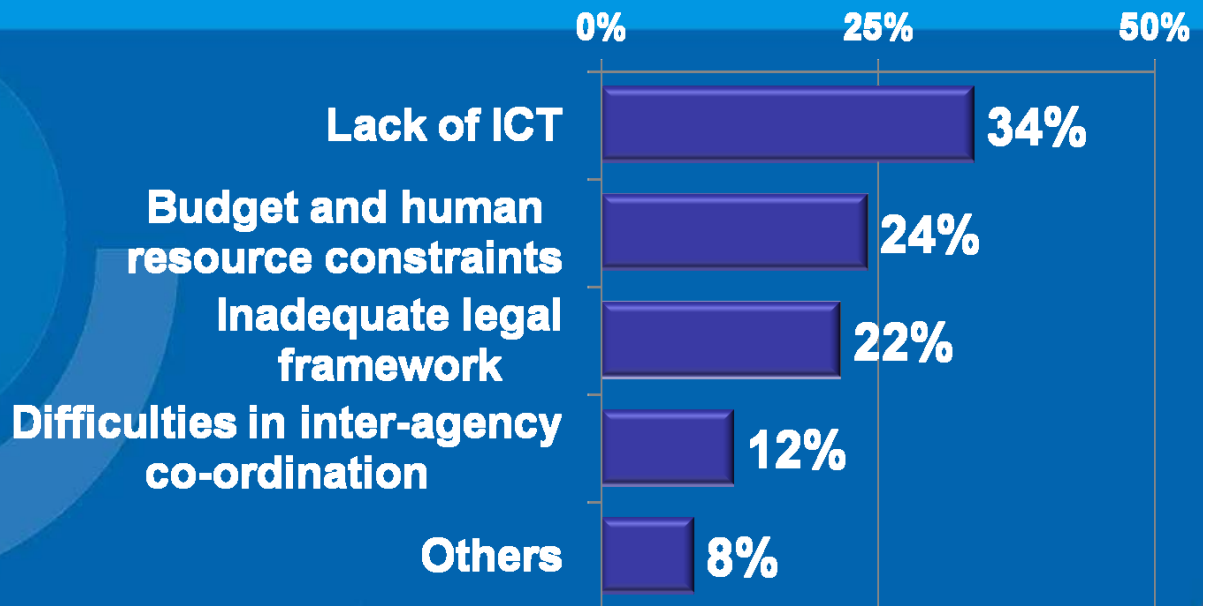 0% 25% 50%
Lack of ICT 34%
Budget and human
resource constraints 24%
Inadequate legal
framework 22%
Difficulties in inter-agency
co-ordination 12%
Others 8%